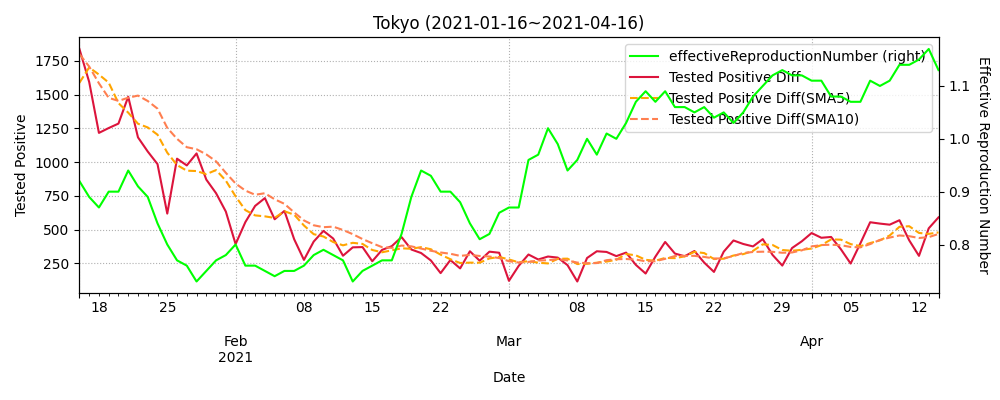 Tokyo (2021-01-16~2021-04-16)
effectiveReproductionNumber (right)
Tested Positive Diff
Tested Positive Diff(SMA5)
Tested Positive Diff(SMA10)
Tested Positive
1750
1500
1250
1000
750
500
250
1.1
1.0
0.9
0.8
Effective Reproduction Number
18 25 08 15 22 08 15 22 29 05 12
Feb Mar Apr
2021
Date